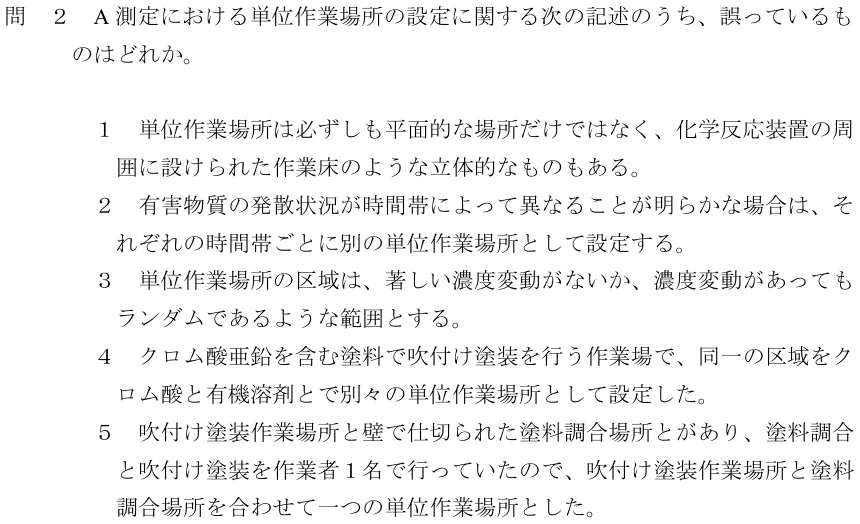 問　２　A 測定における単位作業場所の設定に関する次の記述のうち、誤っているも
のはどれか。
１　単位作業場所は必ずしも平面的な場所だけではなく、化学反応装置の周
囲に設けられた作業床のような立体的なものもある。
２　有害物質の発散状況が時間帯によって異なることが明らかな場合は、そ
れぞれの時間帯ごとに別の単位作業場所として設定する。
３　単位作業場所の区域は、著しい濃度変動がないか、濃度変動があっても
ランダムであるような範囲とする。
４　クロム酸亜鉛を含む塗料で吹付け塗装を行う作業場で、同一の区域をク
ロム酸と有機溶剤とで別々の単位作業場所として設定した。
５　吹付け塗装作業場所と壁で仕切られた塗料調合場所とがあり、塗料調合
と吹付け塗装を作業者１名で行っていたので、吹付け塗装作業場所と塗料
調合場所を合わせて一つの単位作業場所とした。